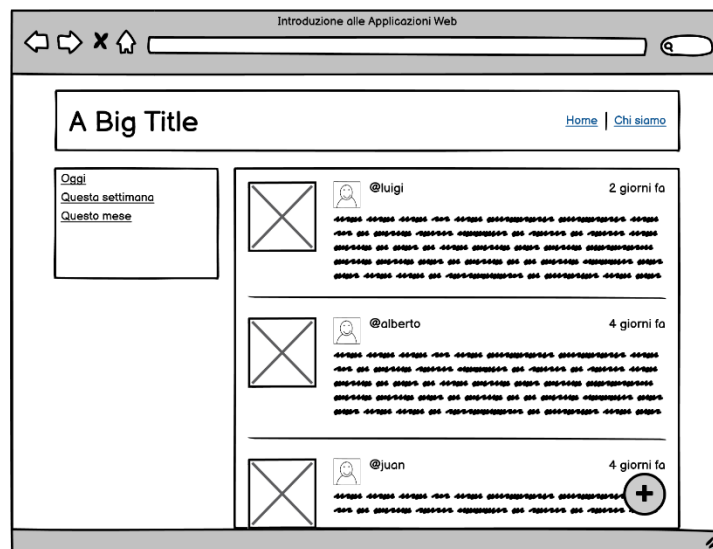 Introduzione alle Applicazioni Web
A Big Title
Home | Chi siamo
Oggi
Questa settimana
Questo mese
@luigi 2 giorni fa
@alberto 4 giorni fa
@juan 4 giorni fa